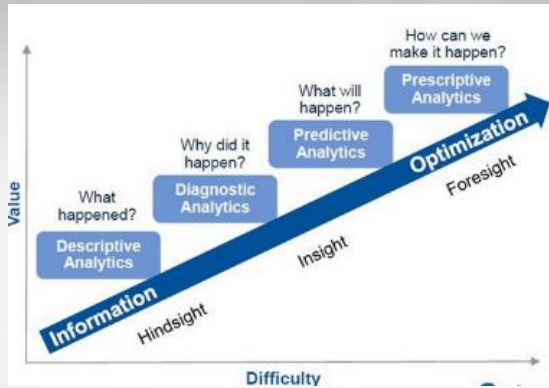 How can we
make it happen?
Prescriptive
Analytics
What will
happen?
Predictive
Analytics
Why did it
happen?
Diagnostic
Analytics
What
happened?
Descriptive
Analytics
Value
Information
Optimization
Hindsight
Insight
Foresight
Difficulty